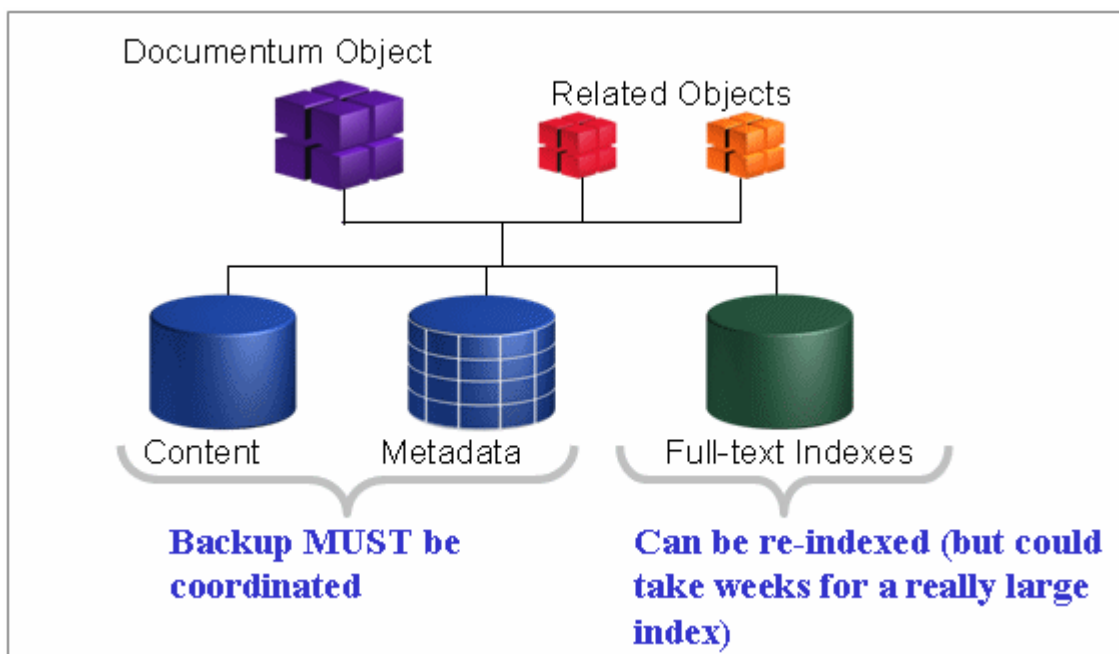 Documentum Object
Related Objects
Content
Metadata
Full-text Indexes
Backup MUST be
coordinated
Can be re-indexed (but could
take weeks for a really large
index)